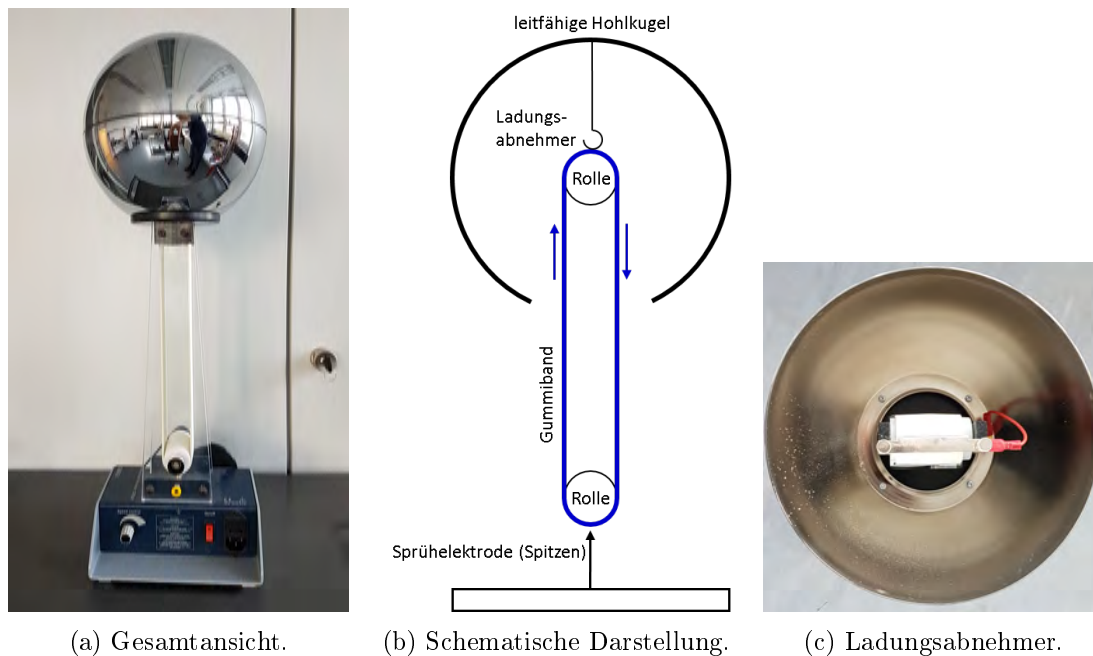 leitfähige Hohlkugel
Ladungs-
abnehmer
Rolle
Gummiband
Rolle
Sprühelektrode (Spitzen)
(a) Gesamtansicht.
(b) Schematische Darstellung.
(c) Ladungsabnehmer.